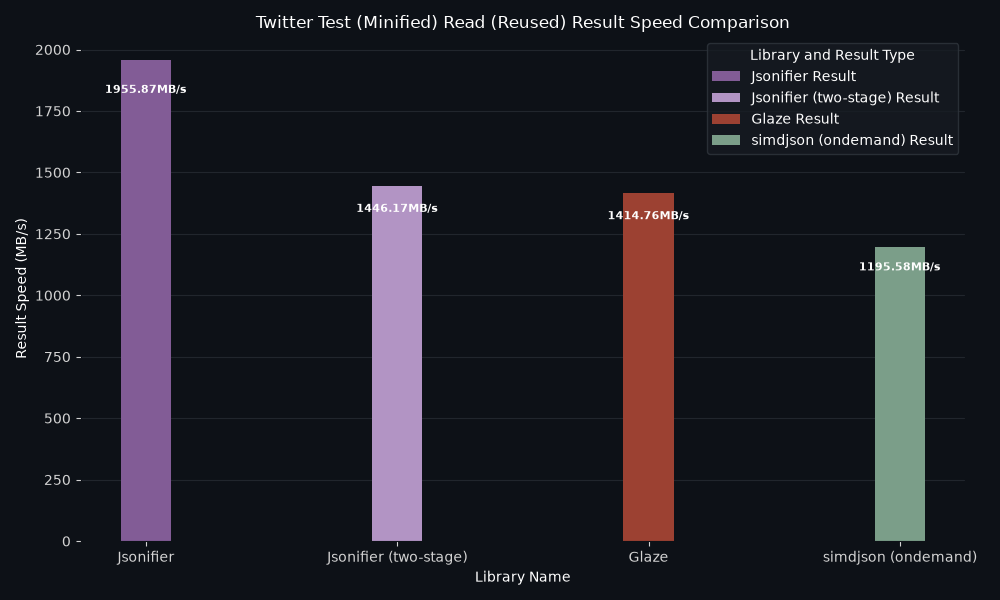 Twitter Test (Minified) Read (Reused) Result Speed Comparison
Library and Result Type
Jsonifier Result
Jsonifier (two-stage) Result
Glaze Result
simdjson (ondemand) Result
Result Speed (MB/s)
2000
1750
1500
1250
1000
750
500
250
0
1955.87MB/s
1446.17MB/s
1414.76MB/s
1195.58MB/s
Jsonifier
Jsonifier (two-stage)
Glaze
simdjson (ondemand)
Library Name